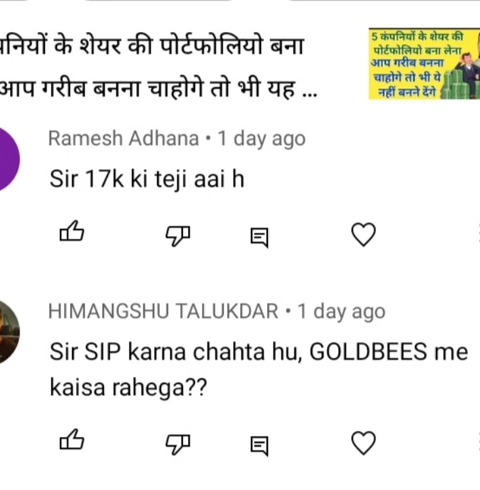 नियों के शेयर की पोर्टफोलियो बना
आप गरीब बनना चाहोगे तो भी यह ...
5 कंपनियों के शेयर की
पोर्टफोलियो बना लेना
आप गरीब बनना
चाहोगे तो भी ये
नहीं बनने देंगे
Ramesh Adhana • 1 day ago
Sir 17k ki teji aai h
HIMANGSHU TALUKDAR • 1 day ago
Sir SIP karna chahta hu, GOLDBEES me
kaisa rahega??